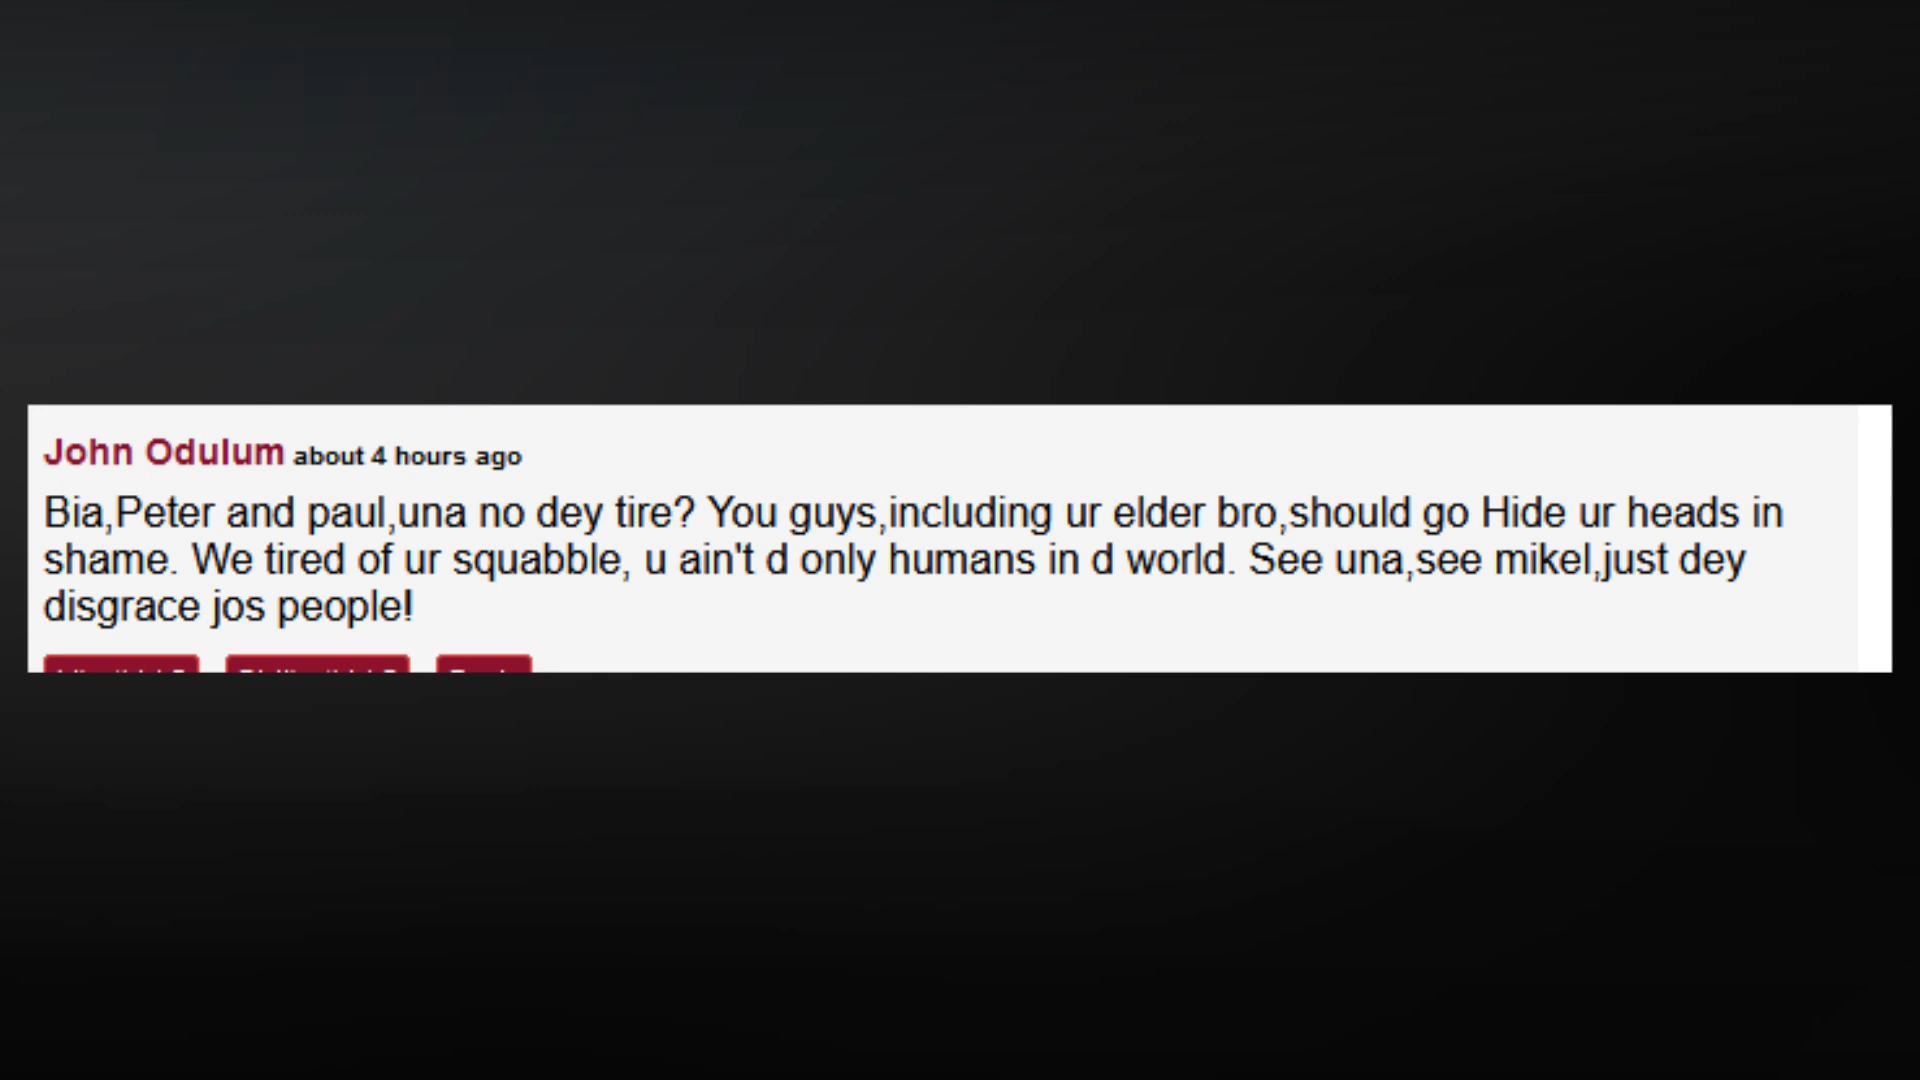 John Odulum about 4 hours ago
Bia,Peter and paul,una no dey tire? You guys,including ur elder bro,should go Hide ur heads in
shame. We tired of ur squabble, u ain't d only humans in d world. See una,see mikel,just dey
disgrace jos people!